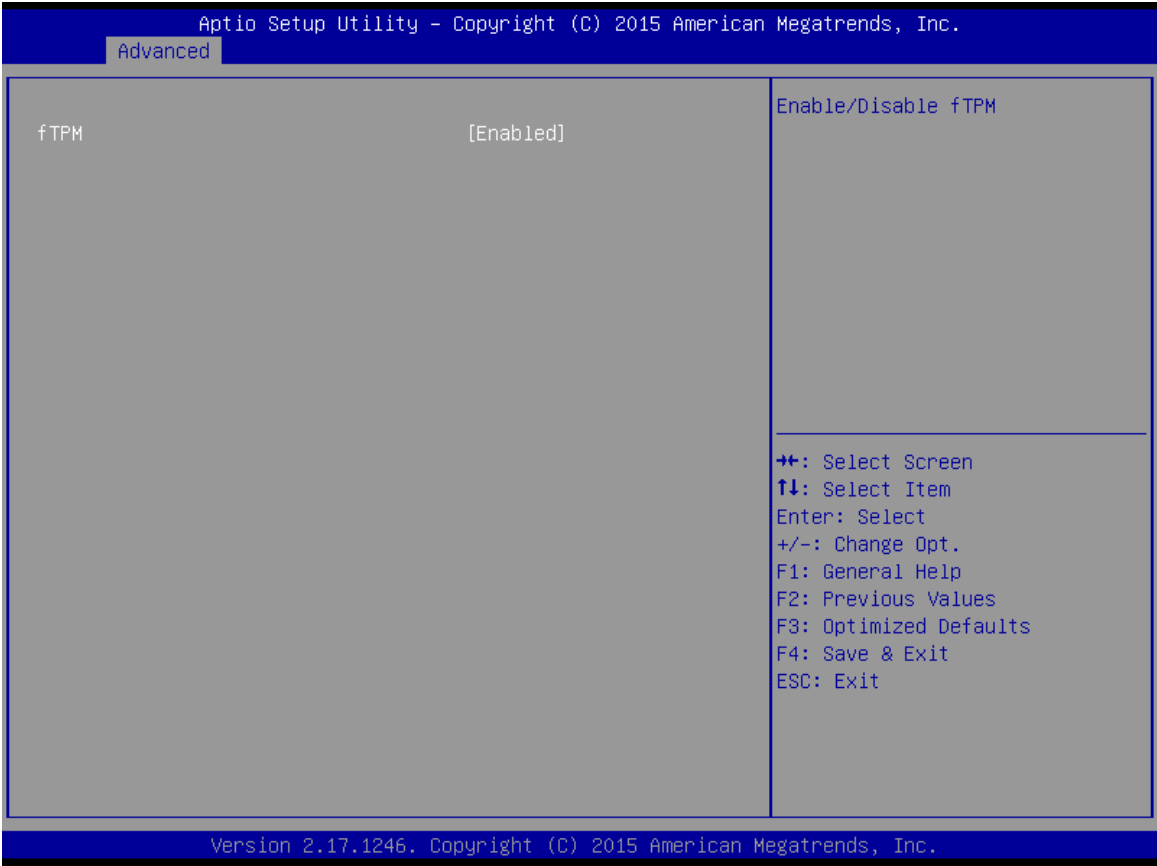 Aptio Setup Utility – Copyright (C) 2015 American Megatrends, Inc.
Advanced
fTPM [Enabled]
Enable/Disable fTPM
→←: Select Screen
↑↓: Select Item
Enter: Select
+/-: Change Opt.
F1: General Help
F2: Previous Values
F3: Optimized Defaults
F4: Save & Exit
ESC: Exit
Version 2.17.1246. Copyright (C) 2015 American Megatrends, Inc.